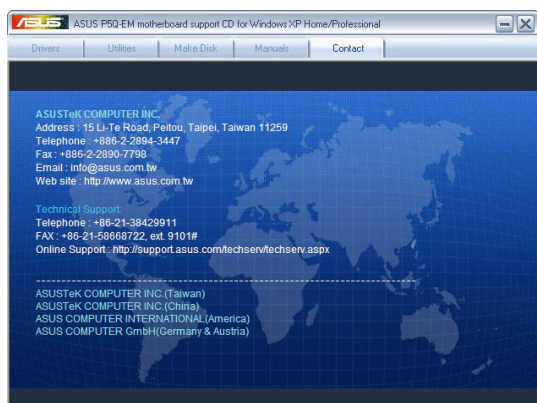 ASUS ASUS P5Q-EM motherboard support CD for Windows XP Home/Professional
Drivers Utilities Make Disk Manuals Contact
ASUSTeK COMPUTER INC.
Address : 15 Li-Te Road, Peitou, Taipei, Taiwan 11259
Telephone : +886-2-2894-3447
Fax : +886-2-2890-7798
Email : info@asus.com.tw
Web site : http://www.asus.com.tw
Technical Support:
Telephone : +86-21-38429911
FAX : +86-21-58668722, ext. 9101#
Online Support : http://support.asus.com/techserv/techserv.aspx
ASUSTeK COMPUTER INC.(Taiwan)
ASUSTeK COMPUTER INC.(China)
ASUS COMPUTER INTERNATIONAL(America)
ASUS COMPUTER GmbH(Germany & Austria)